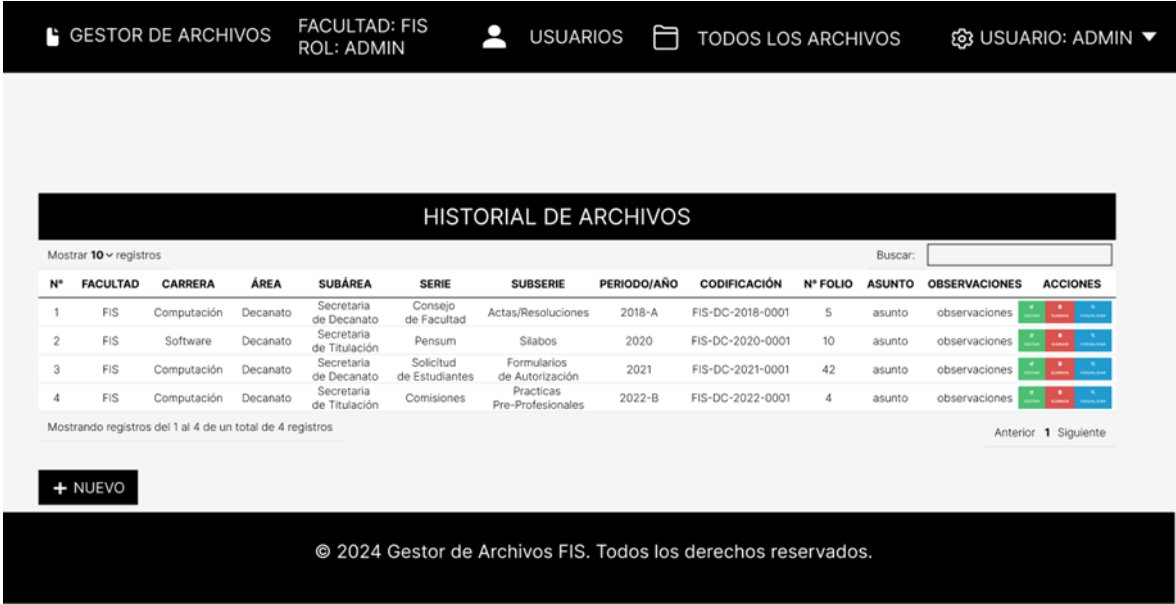 GESTOR DE ARCHIVOS
FACULTAD: FIS
ROL: ADMIN
USUARIOS
TODOS LOS ARCHIVOS
USUARIO: ADMIN
HISTORIAL DE ARCHIVOS
Mostrar 10 registros
Buscar:
N° FACULTAD CARRERA ÁREA SUBÁREA SERIE SUBSERIE PERIODO/AÑO CODIFICACIÓN N° FOLIO ASUNTO OBSERVACIONES ACCIONES
1 FIS Computación Decanato Secretaria de Decanato Consejo de Facultad Actas/Resoluciones 2018-A FIS-DC-2018-0001 5 asunto observaciones
2 FIS Software Decanato Secretaria de Titulación Pensum Silabos 2020 FIS-DC-2020-0001 10 asunto observaciones
3 FIS Computación Decanato Secretaria de Decanato Solicitud de Estudiantes Formularios de Autorización 2021 FIS-DC-2021-0001 42 asunto observaciones
4 FIS Computación Decanato Secretaria de Titulación Comisiones Practicas Pre-Profesionales 2022-B FIS-DC-2022-0001 4 asunto observaciones
Mostrando registros del 1 al 4 de un total de 4 registros
Anterior 1 Siguiente
+ NUEVO
© 2024 Gestor de Archivos FIS. Todos los derechos reservados.